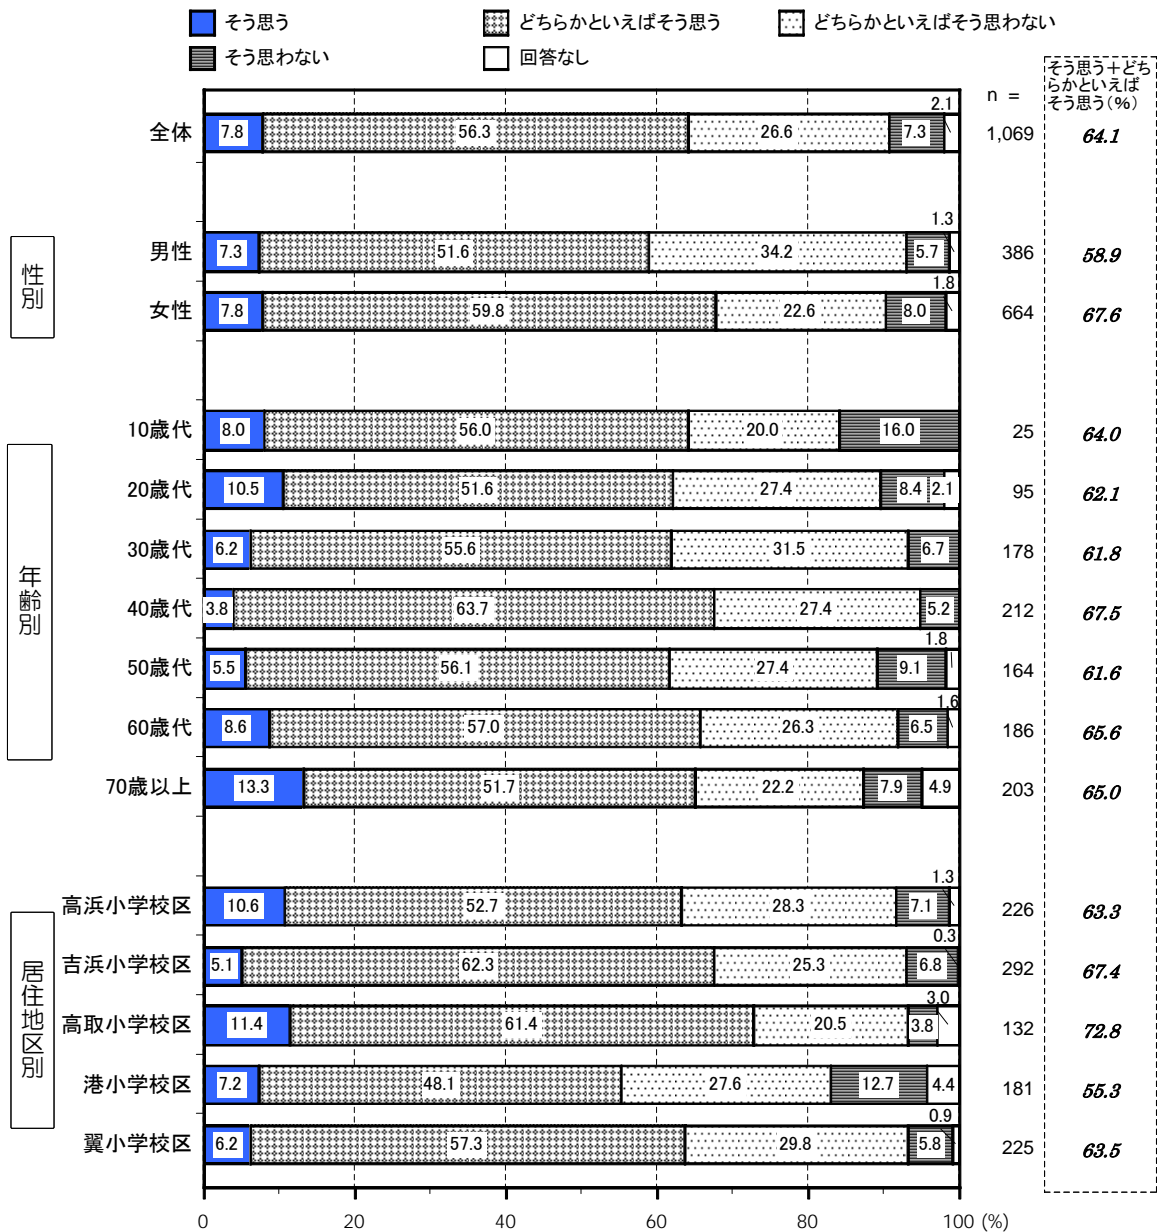 そう思う どちらかといえばそう思う どちらかといえばそう思わない
そう思わない 回答なし
n =
そう思う＋どち
らかといえば
そう思う(%)
2.1
全体 7.8 56.3 26.6 7.3 1,069 64.1
性別
1.3
男性 7.3 51.6 34.2 5.7 386 58.9
1.8
女性 7.8 59.8 22.6 8.0 664 67.6
年齢別
10歳代 8.0 56.0 20.0 16.0 25 64.0
20歳代 10.5 51.6 27.4 8.4 2.1 95 62.1
30歳代 6.2 55.6 31.5 6.7 178 61.8
40歳代 3.8 63.7 27.4 5.2 212 67.5
1.8
50歳代 5.5 56.1 27.4 9.1 164 61.6
1.6
60歳代 8.6 57.0 26.3 6.5 186 65.6
70歳以上 13.3 51.7 22.2 7.9 4.9 203 65.0
居住地区別
1.3
高浜小学校区 10.6 52.7 28.3 7.1 226 63.3
0.3
吉浜小学校区 5.1 62.3 25.3 6.8 292 67.4
3.0
高取小学校区 11.4 61.4 20.5 3.8 132 72.8
港小学校区 7.2 48.1 27.6 12.7 4.4 181 55.3
0.9
翼小学校区 6.2 57.3 29.8 5.8 225 63.5
0 20 40 60 80 100 (%)